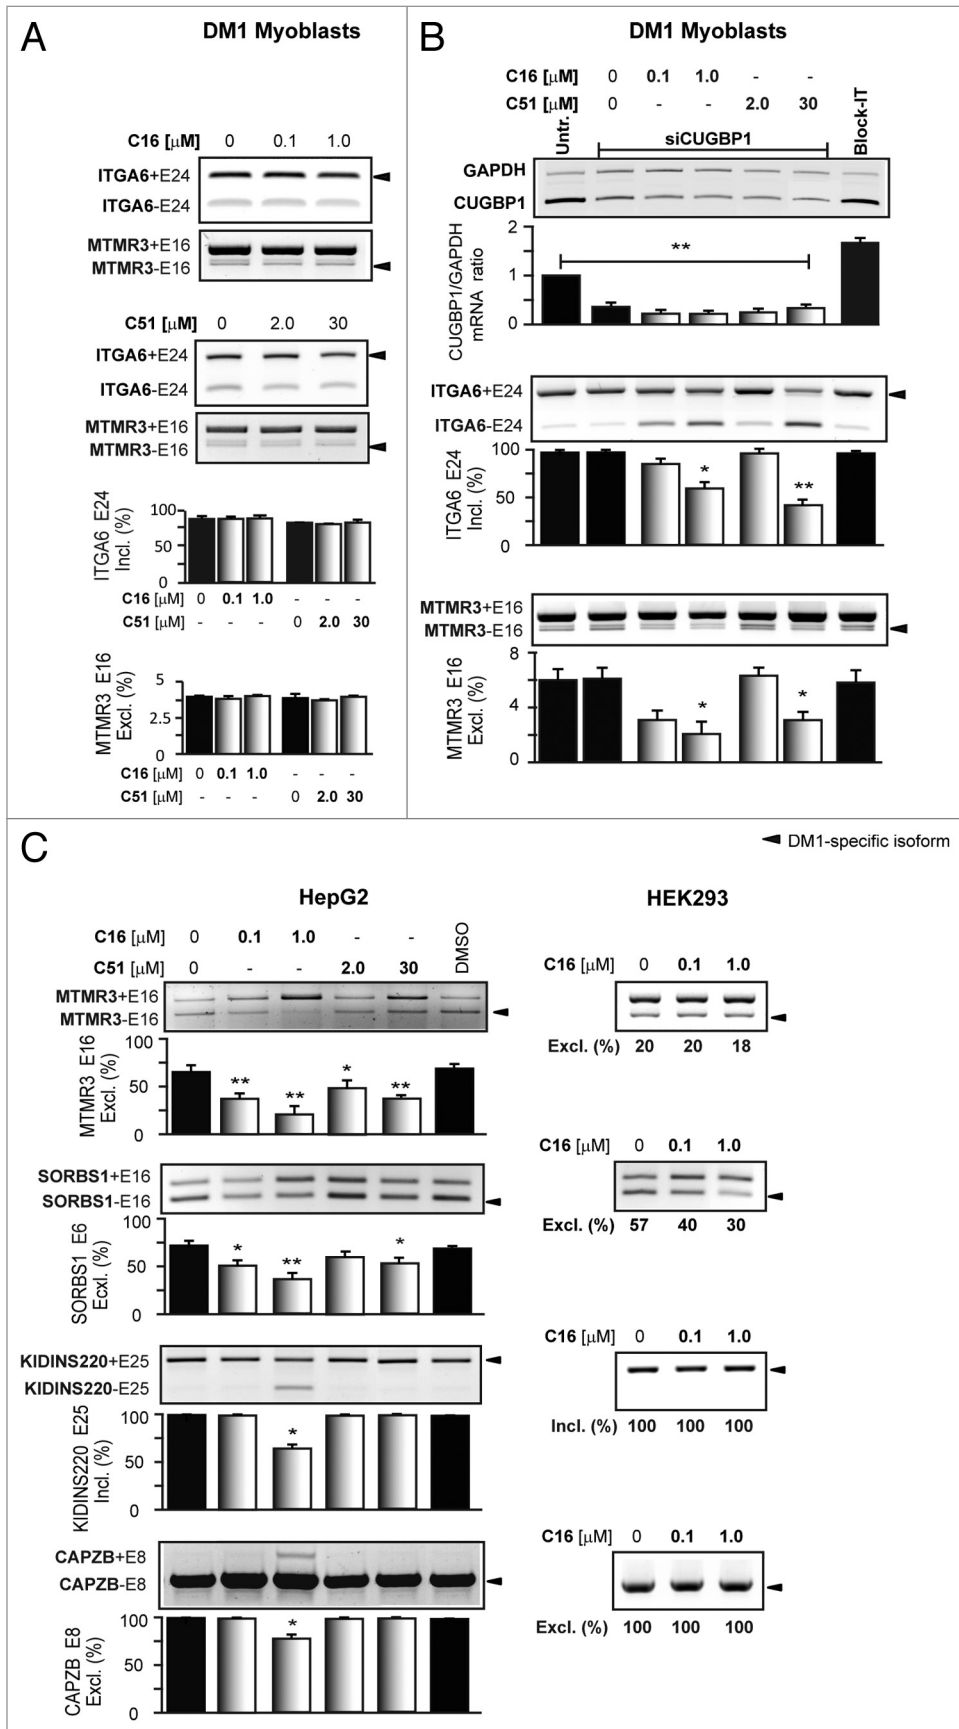 A
DM1 Myoblasts
C16 [μM] 0 0.1 1.0
ITGA6+E24
ITGA6-E24
MTMR3+E16
MTMR3-E16
C51 [μM] 0 2.0 30
ITGA6+E24
ITGA6-E24
MTMR3+E16
MTMR3-E16
ITGA6 E24
Incl. (%)
100
50
0
C16 [μM] 0 0.1 1.0 - - -
C51 [μM] - - - 0 2.0 30
MTMR3 E16
Excl. (%)
5
2.5
0
C16 [μM] 0 0.1 1.0 - - -
C51 [μM] - - - 0 2.0 30
B
DM1 Myoblasts
C16 [μM] 0 0.1 1.0 - -
C51 [μM] 0 - - 2.0 30
Untr.
siCUGBP1
Block-IT
GAPDH
CUGBP1
CUGBP1/GAPDH
mRNA ratio
2
1
0
**
ITGA6+E24
ITGA6-E24
ITGA6 E24
Incl. (%)
100
50
0
* **
MTMR3+E16
MTMR3-E16
MTMR3 E16
Excl. (%)
8
4
0
* *
C
DM1-specific isoform
HepG2
C16 [μM] 0 0.1 1.0 - -
C51 [μM] 0 - - 2.0 30
DMSO
MTMR3+E16
MTMR3-E16
MTMR3 E16
Excl. (%)
100
50
0
** ** * **
SORBS1+E16
SORBS1-E16
SORBS1 E6
Ecxl. (%)
100
50
0
* ** *
KIDINS220+E25
KIDINS220-E25
KIDINS220 E25
Incl. (%)
100
50
0
*
CAPZB+E8
CAPZB-E8
CAPZB E8
Excl. (%)
100
50
0
*
HEK293
C16 [μM] 0 0.1 1.0
Excl. (%) 20 20 18
C16 [μM] 0 0.1 1.0
Excl. (%) 57 40 30
C16 [μM] 0 0.1 1.0
Incl. (%) 100 100 100
C16 [μM] 0 0.1 1.0
Excl. (%) 100 100 100